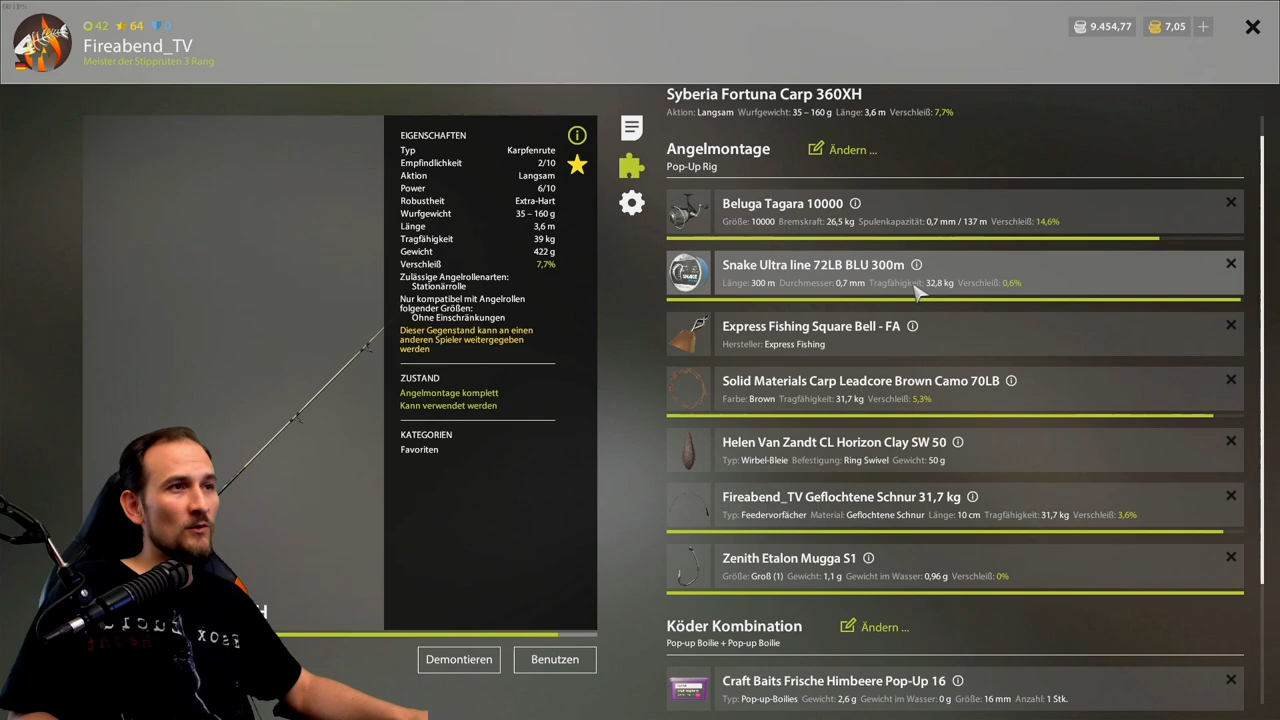 42 64 0
Fireabend_TV
Meister der Stippruten 3 Rang
9.454,77
7,05
EIGENSCHAFTEN
Typ Karpfenrute
Empfindlichkeit 2/10
Aktion Langsam
Power 6/10
Robustheit Extra-Hart
Wurfgewicht 35 – 160 g
Länge 3,6 m
Tragfähigkeit 39 kg
Gewicht 422 g
Verschleiß 7,7%
Zulässige Angelrollenarten:
Stationärrolle
Nur kompatibel mit Angelrollen
folgender Größen:
Ohne Einschränkungen
Dieser Gegenstand kann an einen
anderen Spieler weitergegeben
werden
ZUSTAND
Angelmontage komplett
Kann verwendet werden
KATEGORIEN
Favoriten
H
Demontieren
Benutzen
Syberia Fortuna Carp 360XH
Aktion: Langsam Wurfgewicht: 35 – 160 g Länge: 3,6 m Verschleiß: 7,7%
Angelmontage
Ändern ...
Pop-Up Rig
Beluga Tagara 10000
Größe: 10000 Bremskraft: 26,5 kg Spulenkapazität: 0,7 mm / 137 m Verschleiß: 14,6%
Snake Ultra line 72LB BLU 300m
Länge: 300 m Durchmesser: 0,7 mm Tragfähigkeit: 32,8 kg Verschleiß: 0,6%
Express Fishing Square Bell - FA
Hersteller: Express Fishing
Solid Materials Carp Leadcore Brown Camo 70LB
Farbe: Brown Tragfähigkeit: 31,7 kg Verschleiß: 5,3%
Helen Van Zandt CL Horizon Clay SW 50
Typ: Wirbel-Bleie Befestigung: Ring Swivel Gewicht: 50 g
Fireabend_TV Geflochtene Schnur 31,7 kg
Typ: Feedervorfächer Material: Geflochtene Schnur Länge: 10 cm Tragfähigkeit: 31,7 kg Verschleiß: 3,6%
Zenith Etalon Mugga S1
Größe: Groß (1) Gewicht: 1,1 g Gewicht im Wasser: 0,96 g Verschleiß: 0%
Köder Kombination
Ändern ...
Pop-up Boilie + Pop-up Boilie
Craft Baits Frische Himbeere Pop-Up 16
Typ: Pop-up-Boilies Gewicht: 2,6 g Gewicht im Wasser: 0 g Größe: 16 mm Anzahl: 1 Stk.